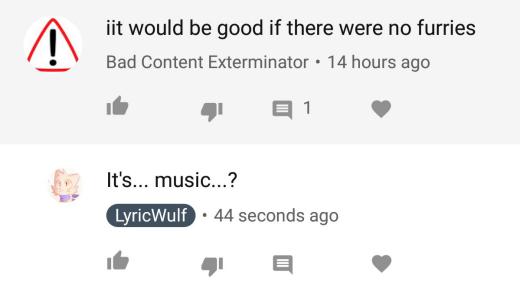 iit would be good if there were no furries
Bad Content Exterminator • 14 hours ago
1
It's... music...?
LyricWulf • 44 seconds ago